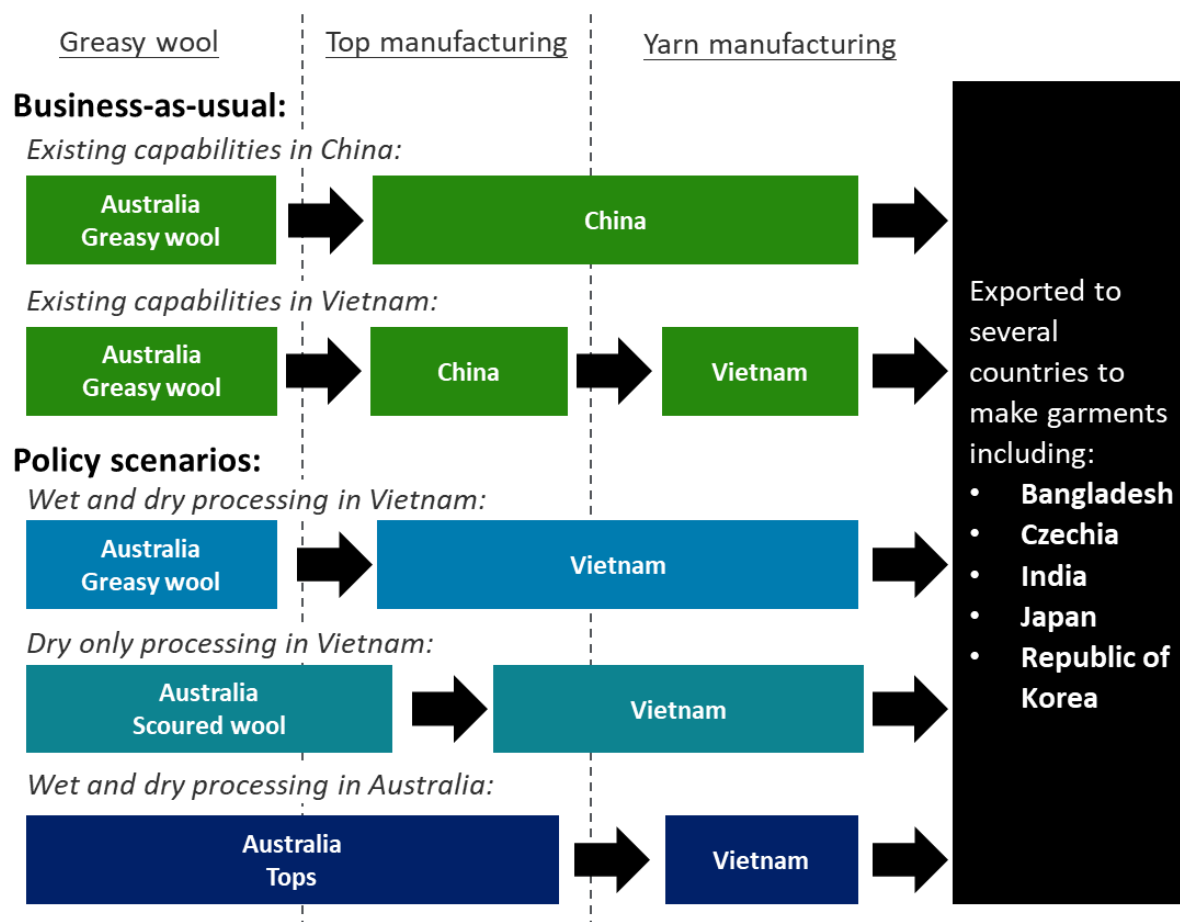 Greasy wool
Top manufacturing
Yarn manufacturing
Business-as-usual:
Existing capabilities in China:
Australia
Greasy wool
China
Existing capabilities in Vietnam:
Australia
Greasy wool
China
Vietnam
Policy scenarios:
Wet and dry processing in Vietnam:
Australia
Greasy wool
Vietnam
Dry only processing in Vietnam:
Australia
Scoured wool
Vietnam
Wet and dry processing in Australia:
Australia
Tops
Vietnam
Exported to
several
countries to
make garments
including:
• Bangladesh
• Czechia
• India
• Japan
• Republic of
Korea